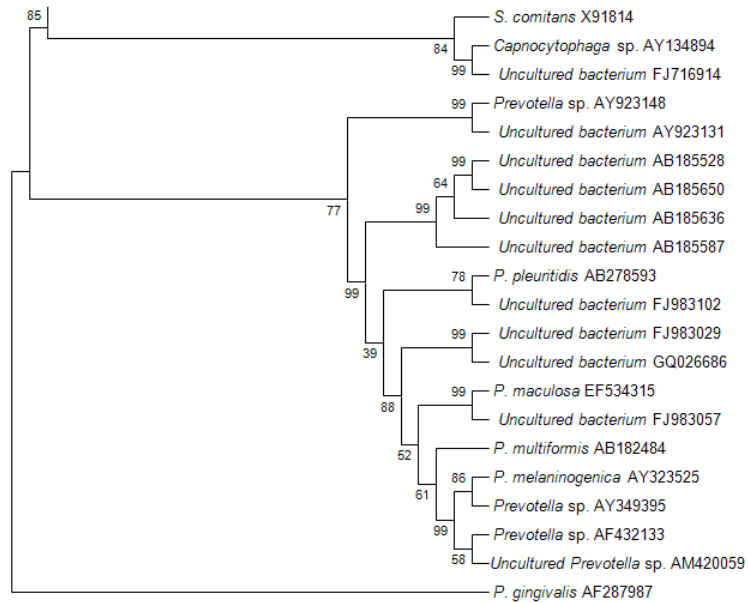 85
S. comitans X91814
84
Capnocytophaga sp. AY134894
99
Uncultured bacterium FJ716914
99
Prevotella sp. AY923148
Uncultured bacterium AY923131
99
Uncultured bacterium AB185528
64
Uncultured bacterium AB185650
77
99
Uncultured bacterium AB185636
Uncultured bacterium AB185587
78
P. pleuritidis AB278593
99
Uncultured bacterium FJ983102
99
Uncultured bacterium FJ983029
39
Uncultured bacterium GQ026686
99
P. maculosa EF534315
88
Uncultured bacterium FJ983057
52
P. multiformis AB182484
86
P. melaninogenica AY323525
61
Prevotella sp. AY349395
99
Prevotella sp. AF432133
58
Uncultured Prevotella sp. AM420059
P. gingivalis AF287987